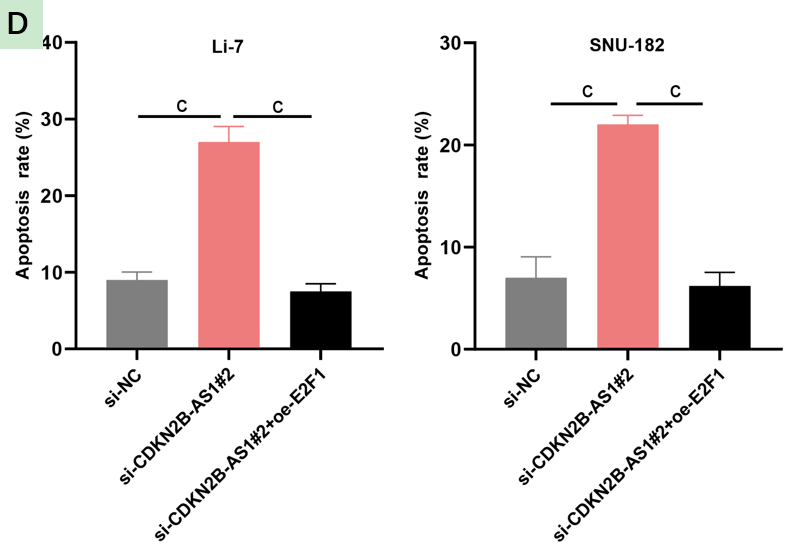 D
Li-7
40
30
20
10
0
Apoptosis rate (%)
C
C
si-NC
si-CDKN2B-AS1#2
si-CDKN2B-AS1#2+oe-E2F1
SNU-182
30
20
10
0
Apoptosis rate (%)
C
C
si-NC
si-CDKN2B-AS1#2
si-CDKN2B-AS1#2+oe-E2F1